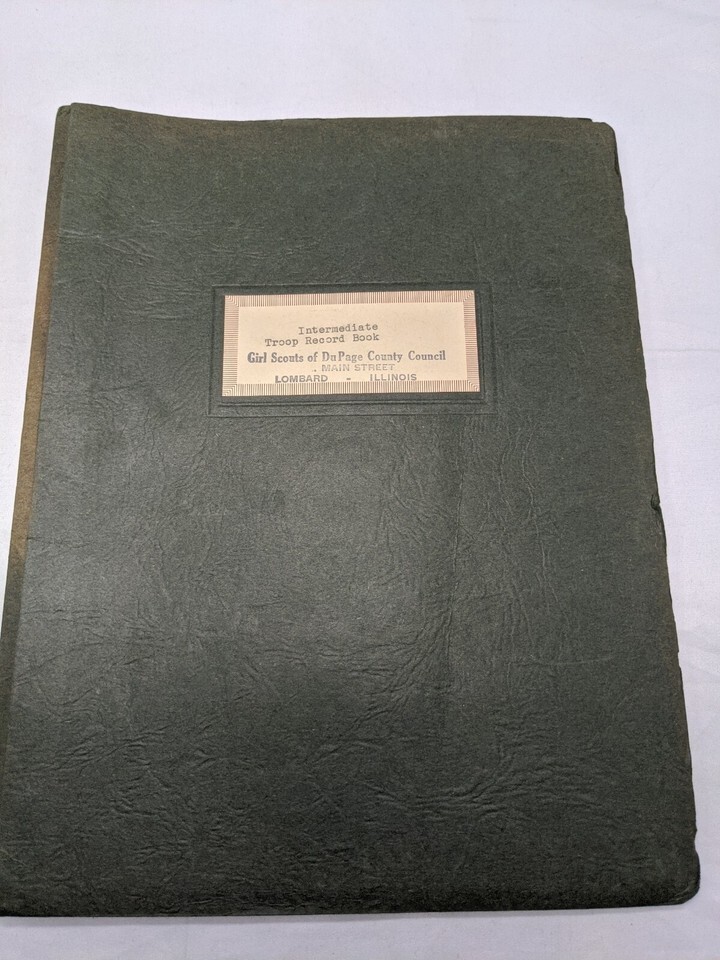 Intermediate
Troop Record Book
Girl Scouts of DuPage County Council
. MAIN STREET
LOMBARD - ILLINOIS